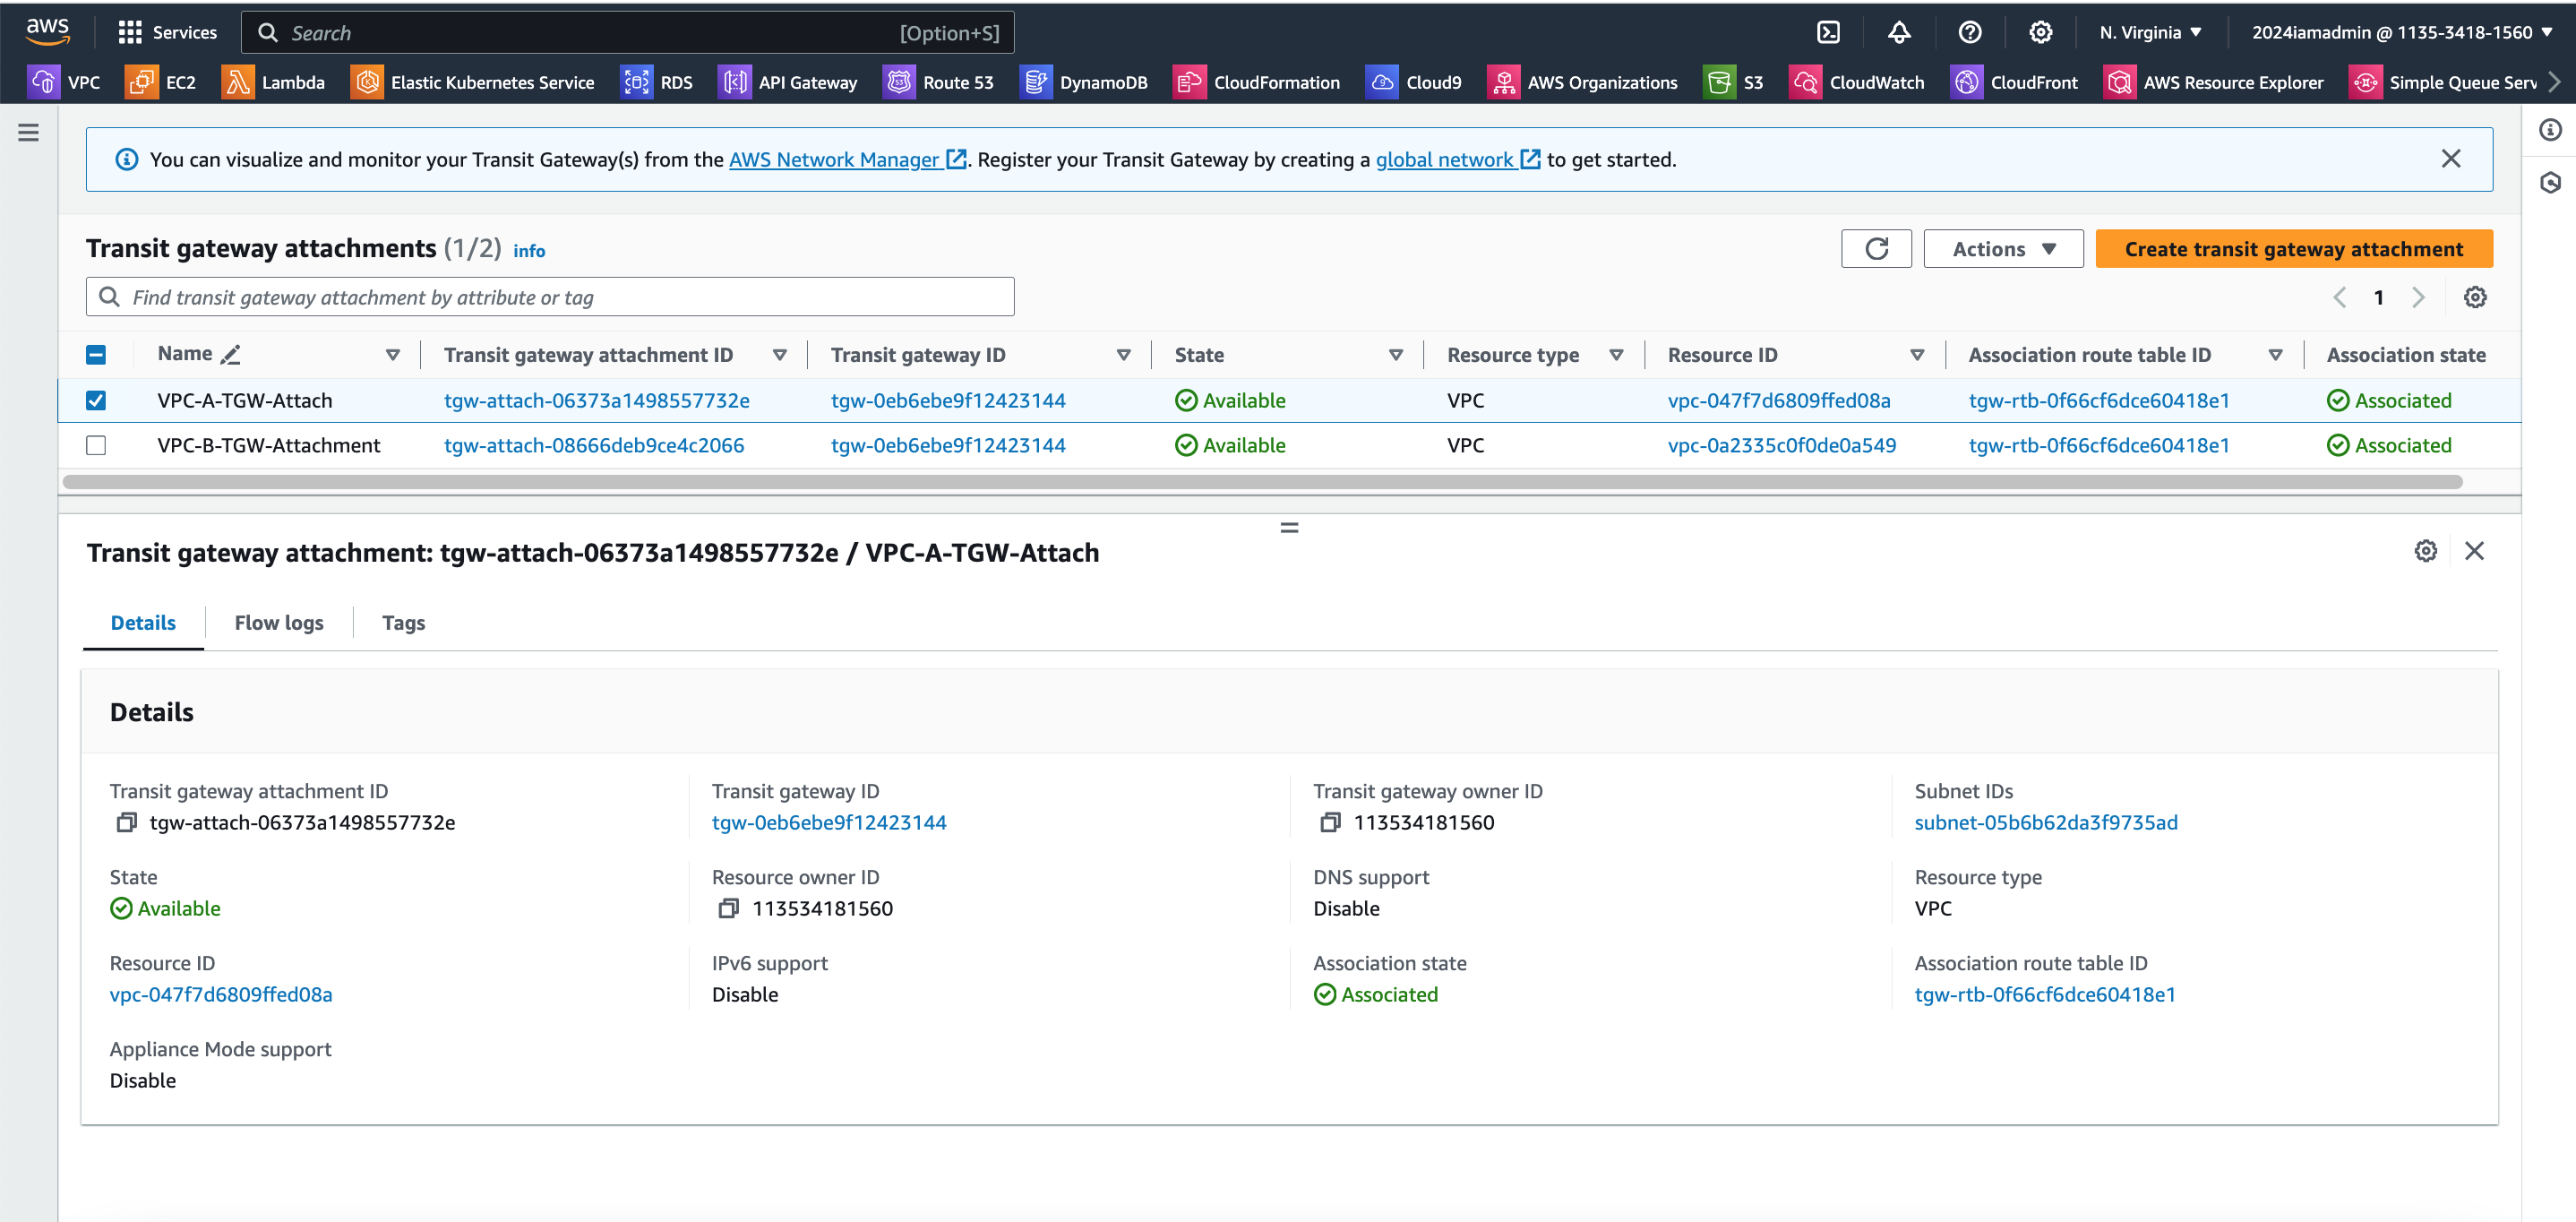 aws Services Search [Option+S] N. Virginia 2024iamadmin @ 1135-3418-1560
VPC EC2 Lambda Elastic Kubernetes Service RDS API Gateway Route 53 DynamoDB CloudFormation Cloud9 AWS Organizations S3 CloudWatch CloudFront AWS Resource Explorer Simple Queue Serv
You can visualize and monitor your Transit Gateway(s) from the AWS Network Manager. Register your Transit Gateway by creating a global network to get started.
Transit gateway attachments (1/2) info Actions Create transit gateway attachment
Find transit gateway attachment by attribute or tag 1
Name Transit gateway attachment ID Transit gateway ID State Resource type Resource ID Association route table ID Association state
VPC-A-TGW-Attach tgw-attach-06373a1498557732e tgw-0eb6ebe9f12423144 Available VPC vpc-047f7d6809ffed08a tgw-rtb-0f66cf6dce60418e1 Associated
VPC-B-TGW-Attachment tgw-attach-08666deb9ce4c2066 tgw-0eb6ebe9f12423144 Available VPC vpc-0a2335c0f0de0a549 tgw-rtb-0f66cf6dce60418e1 Associated
Transit gateway attachment: tgw-attach-06373a1498557732e / VPC-A-TGW-Attach
Details Flow logs Tags
Details
Transit gateway attachment ID Transit gateway ID Transit gateway owner ID Subnet IDs
tgw-attach-06373a1498557732e tgw-0eb6ebe9f12423144 113534181560 subnet-05b6b62da3f9735ad
State Resource owner ID DNS support Resource type
Available 113534181560 Disable VPC
Resource ID IPv6 support Association state Association route table ID
vpc-047f7d6809ffed08a Disable Associated tgw-rtb-0f66cf6dce60418e1
Appliance Mode support
Disable